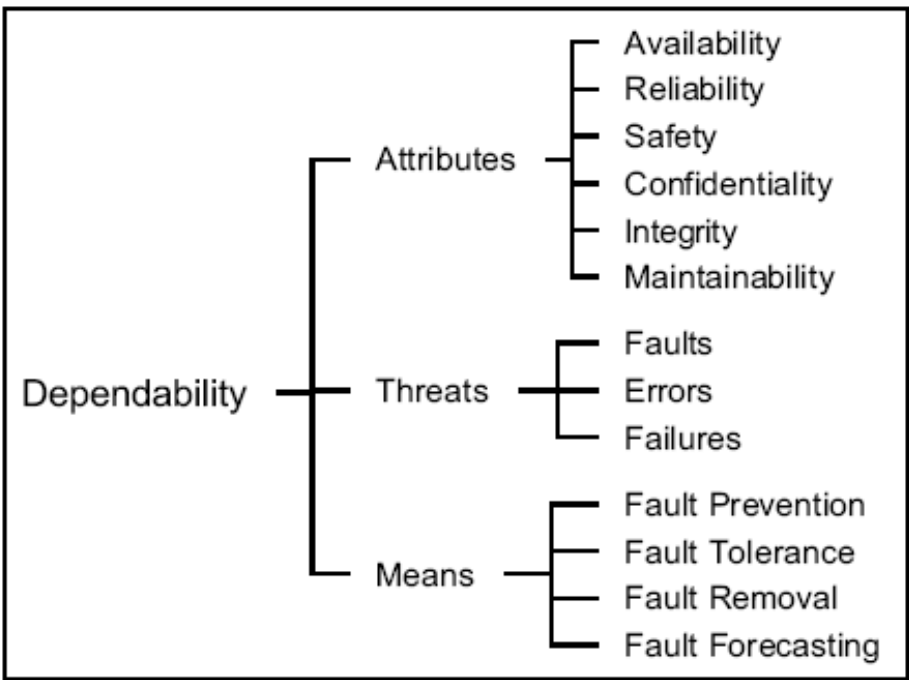 Availability
Reliability
Attributes
Safety
Confidentiality
Integrity
Maintainability
Dependability
Threats
Faults
Errors
Failures
Means
Fault Prevention
Fault Tolerance
Fault Removal
Fault Forecasting